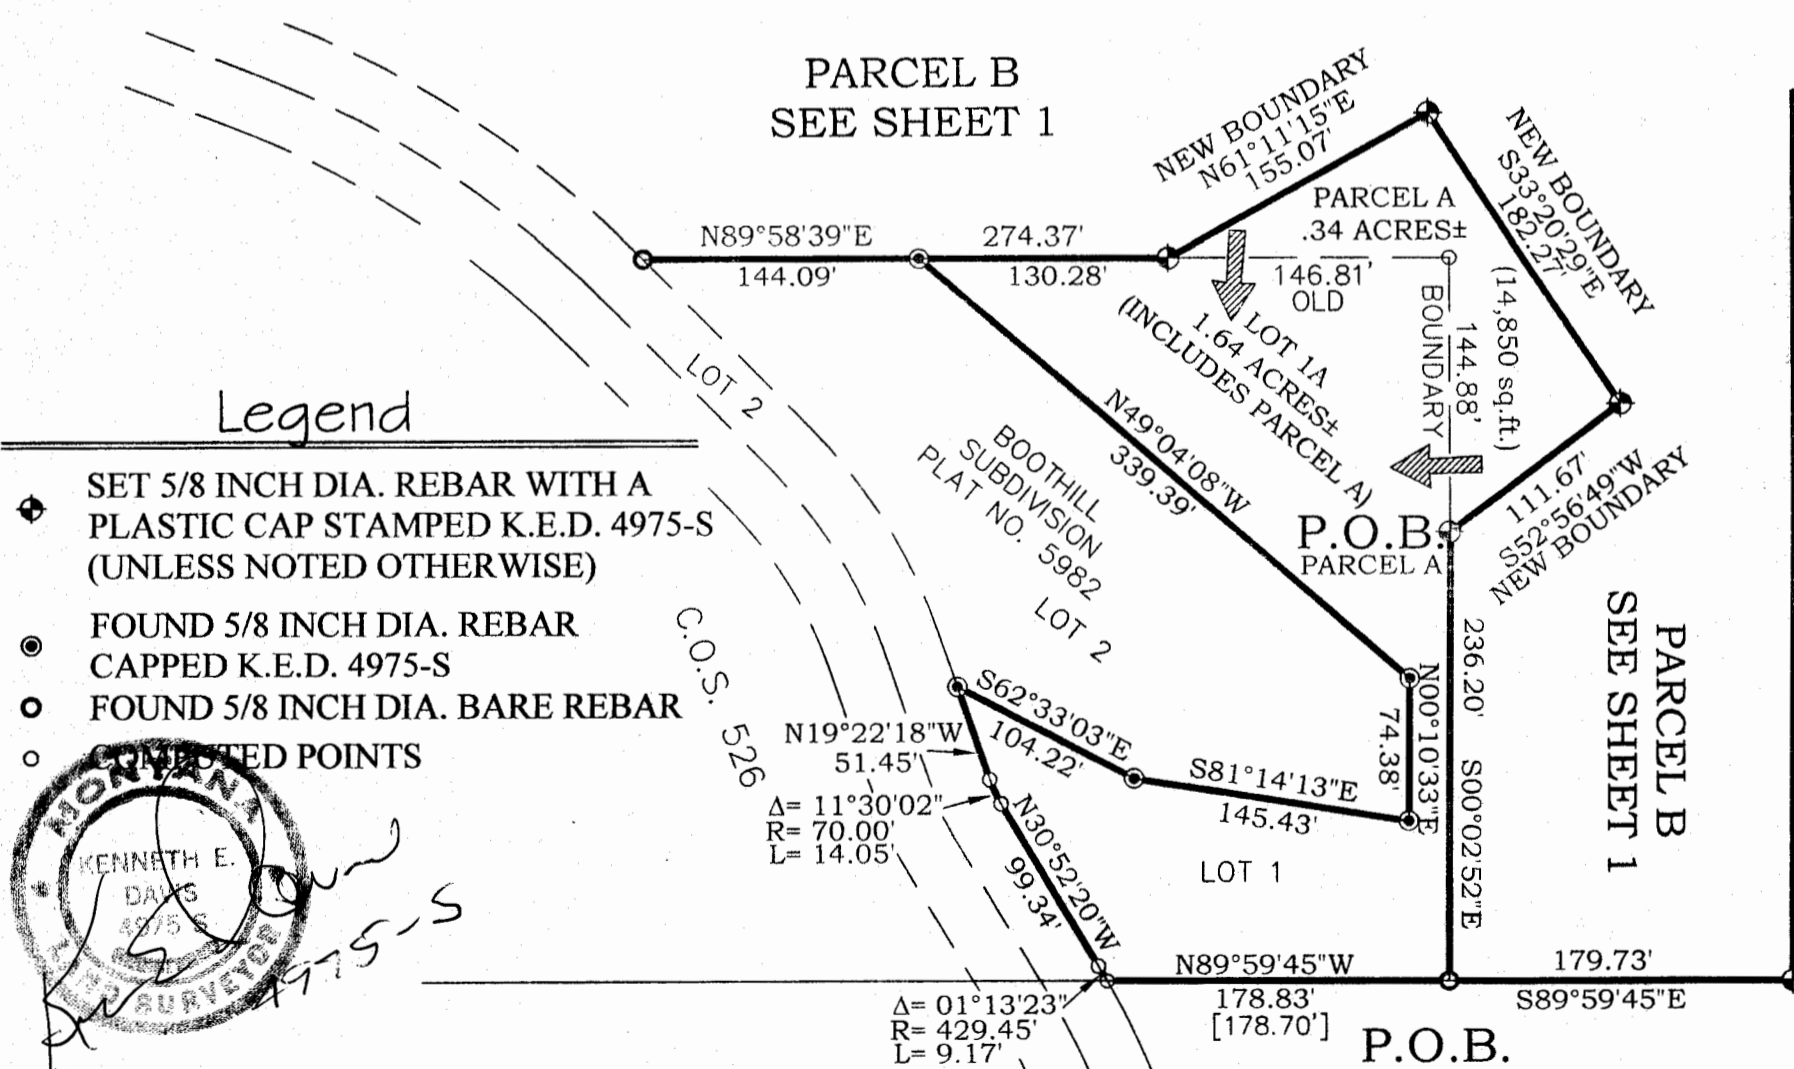 PARCEL B
SEE SHEET 1
NEW BOUNDARY
N61°11'15"E
155.07'
NEW BOUNDARY
S33°20'29"E
182.27'
(14,850 sq.ft.)
PARCEL A
.34 ACRES±
N89°58'39"E
144.09'
274.37'
130.28'
146.81'
OLD
BOUNDARY
144.88'
LOT 1A
1.64 ACRES±
(INCLUDES PARCEL A)
LOT 2
N49°04'08"W
339.39'
BOOTHILL
SUBDIVISION
PLAT NO. 5982
LOT 2
P.O.B.
PARCEL A
111.67'
S52°56'49"W
NEW BOUNDARY
Legend
SET 5/8 INCH DIA. REBAR WITH A
PLASTIC CAP STAMPED K.E.D. 4975-S
(UNLESS NOTED OTHERWISE)
FOUND 5/8 INCH DIA. REBAR
CAPPED K.E.D. 4975-S
FOUND 5/8 INCH DIA. BARE REBAR
COMPUTED POINTS
MONTANA
KENNETH E.
DAVIS
4975 S
SURVEYOR
4975-S
C.O.S. 526
S62°33'03"E
104.22'
N19°22'18"W
51.45'
Δ= 11°30'02"
R= 70.00'
L= 14.05'
S81°14'13"E
145.43'
N00°10'33"E
74.38'
236.20'
S00°02'52"E
PARCEL B
SEE SHEET 1
N30°52'20"W
99.34'
LOT 1
N89°59'45"W
178.83'
[178.70']
179.73'
S89°59'45"E
Δ= 01°13'23"
R= 429.45'
L= 9.17'
P.O.B.